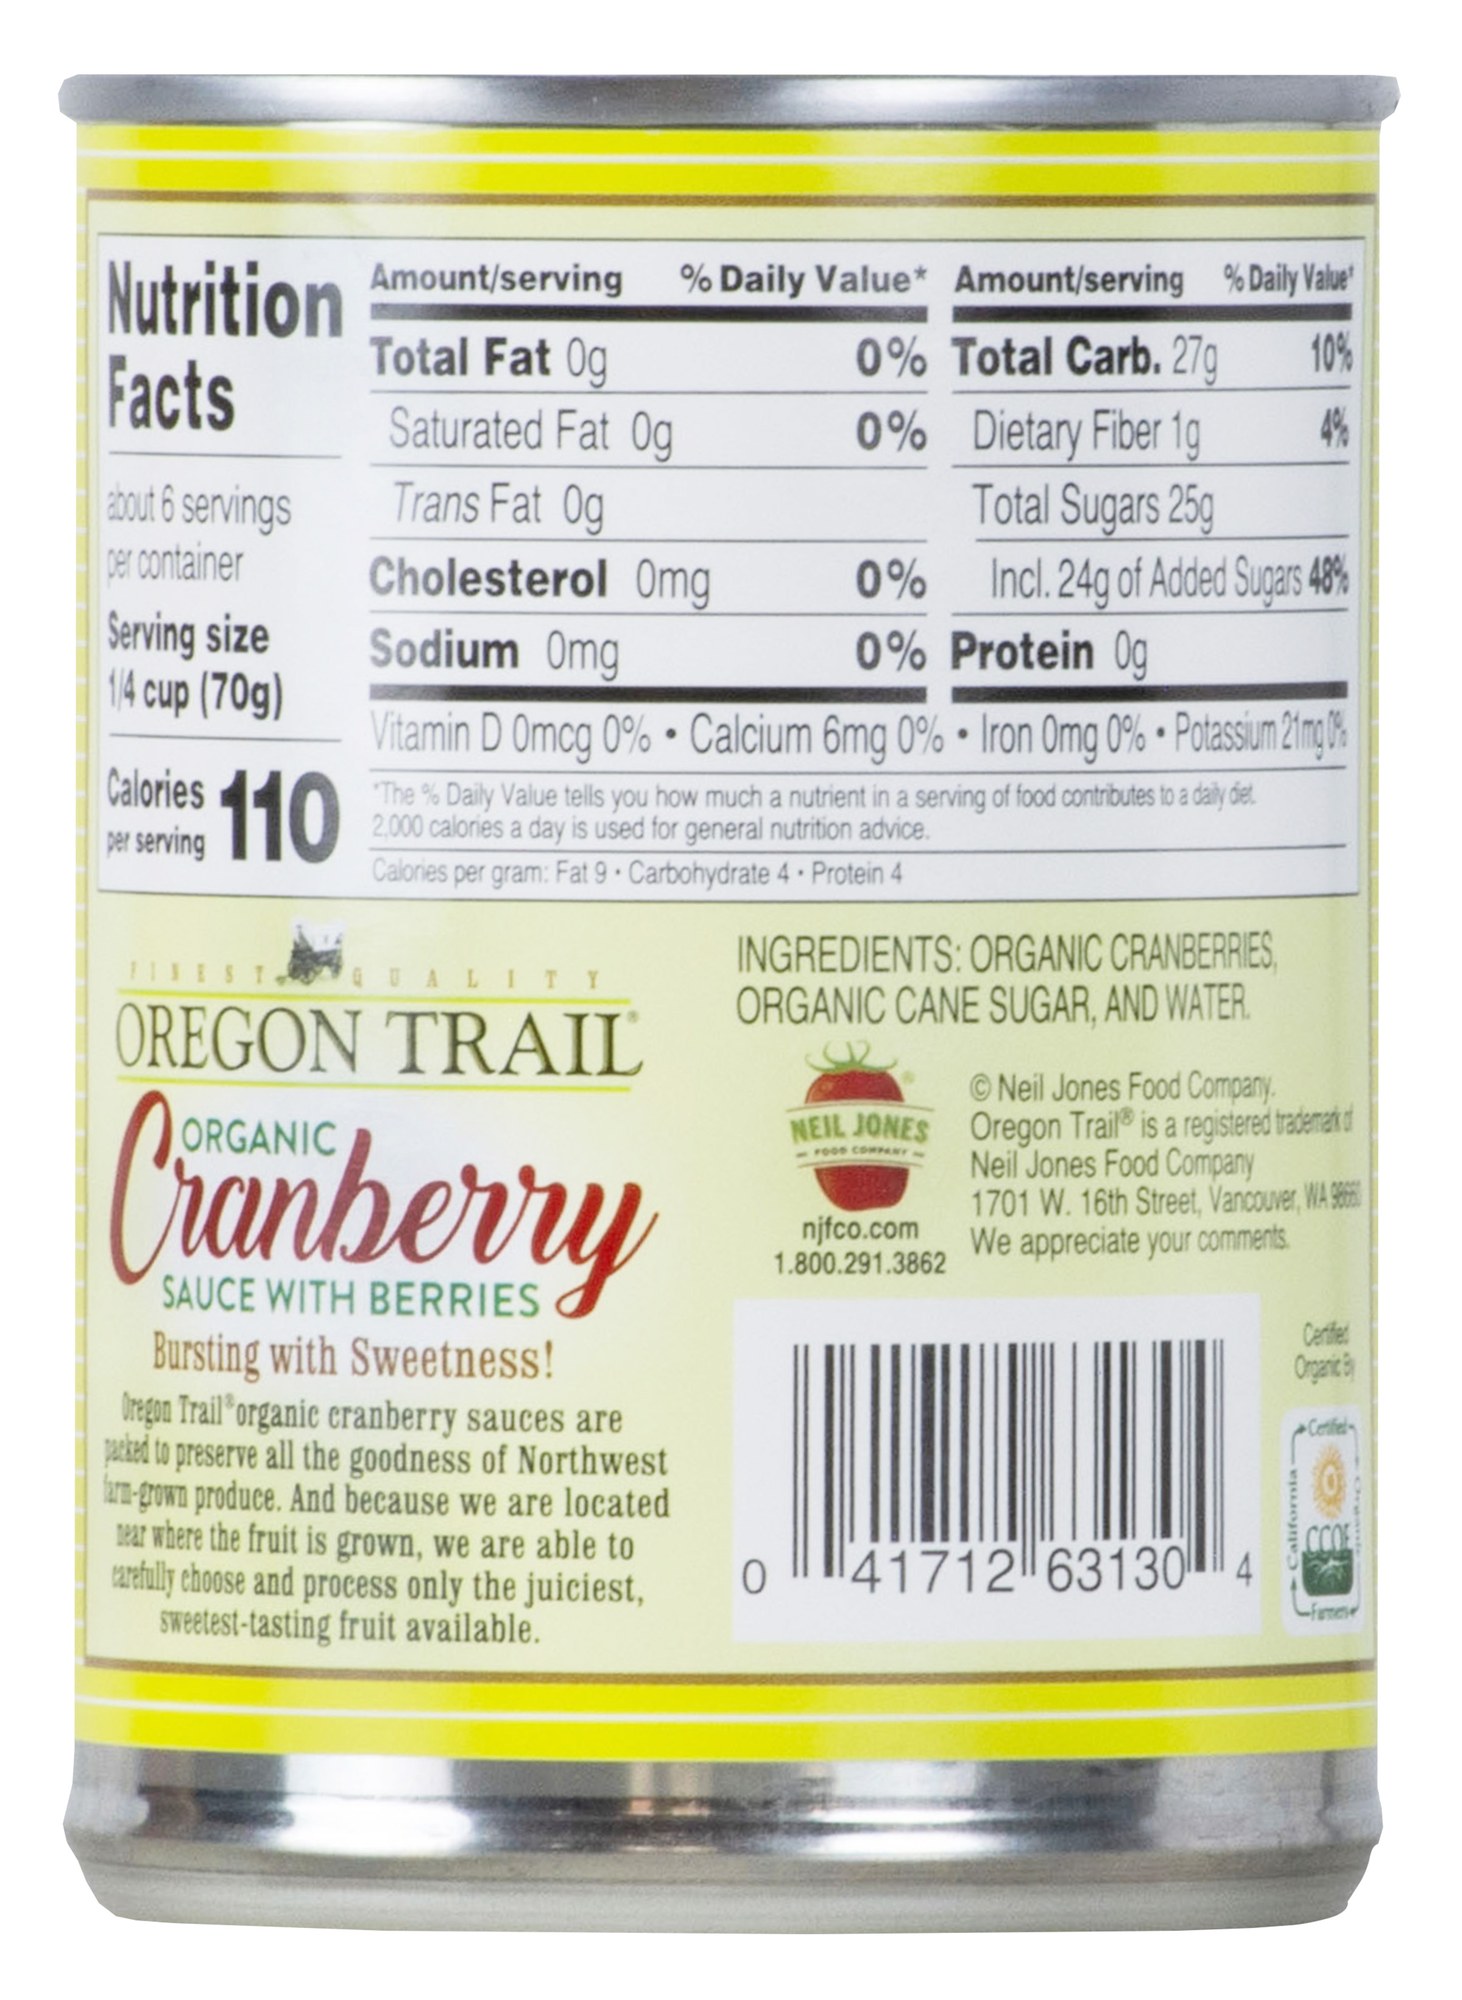 Nutrition
Facts
about 6 servings
per container
Serving size
1/4 cup (70g)
Calories
per serving
110
Amount/serving % Daily Value*
Total Fat 0g 0%
Saturated Fat 0g 0%
Trans Fat 0g
Cholesterol 0mg 0%
Sodium 0mg 0%
Amount/serving % Daily Value*
Total Carb. 27g 10%
Dietary Fiber 1g 4%
Total Sugars 25g
Incl. 24g of Added Sugars 48%
Protein 0g
Vitamin D 0mcg 0% • Calcium 6mg 0% • Iron 0mg 0% • Potassium 21mg 0%
*The % Daily Value tells you how much a nutrient in a serving of food contributes to a daily diet.
2,000 calories a day is used for general nutrition advice.
Calories per gram: Fat 9 • Carbohydrate 4 • Protein 4
FINEST QUALITY
OREGON TRAIL®
ORGANIC
Cranberry
SAUCE WITH BERRIES
Bursting with Sweetness!
Oregon Trail® organic cranberry sauces are
packed to preserve all the goodness of Northwest
farm-grown produce. And because we are located
near where the fruit is grown, we are able to
carefully choose and process only the juiciest,
sweetest-tasting fruit available.
INGREDIENTS: ORGANIC CRANBERRIES,
ORGANIC CANE SUGAR, AND WATER.
NEIL JONES
FOOD COMPANY
njfco.com
1.800.291.3862
© Neil Jones Food Company.
Oregon Trail® is a registered trademark of
Neil Jones Food Company
1701 W. 16th Street, Vancouver, WA 98660
We appreciate your comments.
0 41712 63130 4
Certified
Organic By
Certified
California
CCOF
Organic
Farmers